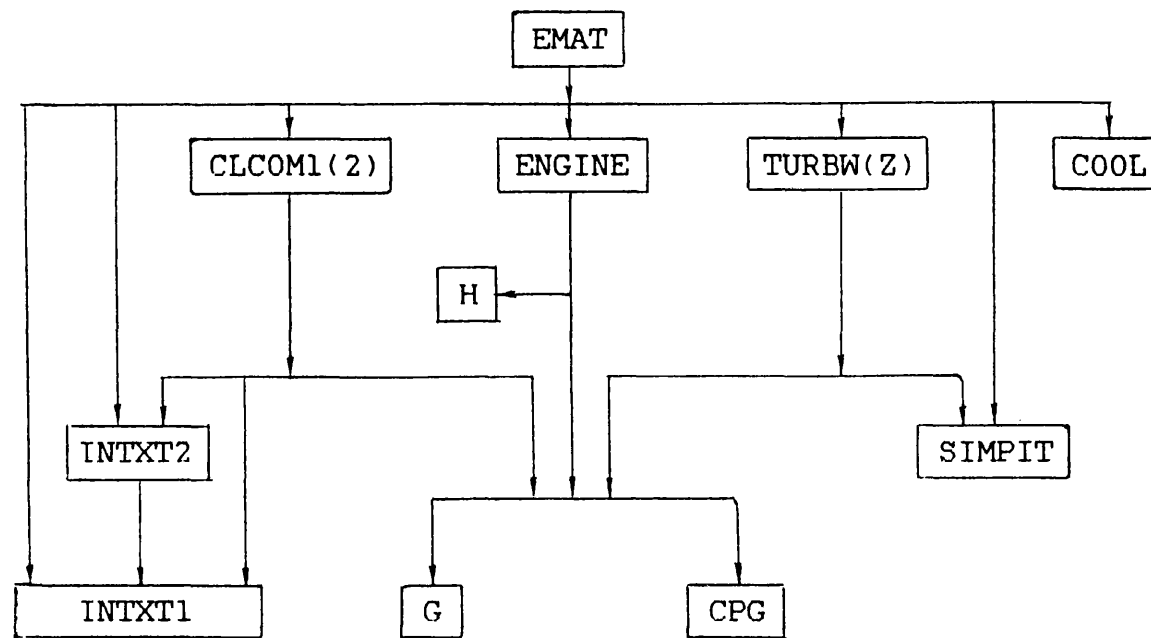 EMAT
CLCOM1(2)
ENGINE
TURBW(Z)
COOL
H
INTXT2
SIMPIT
INTXT1
G
CPG